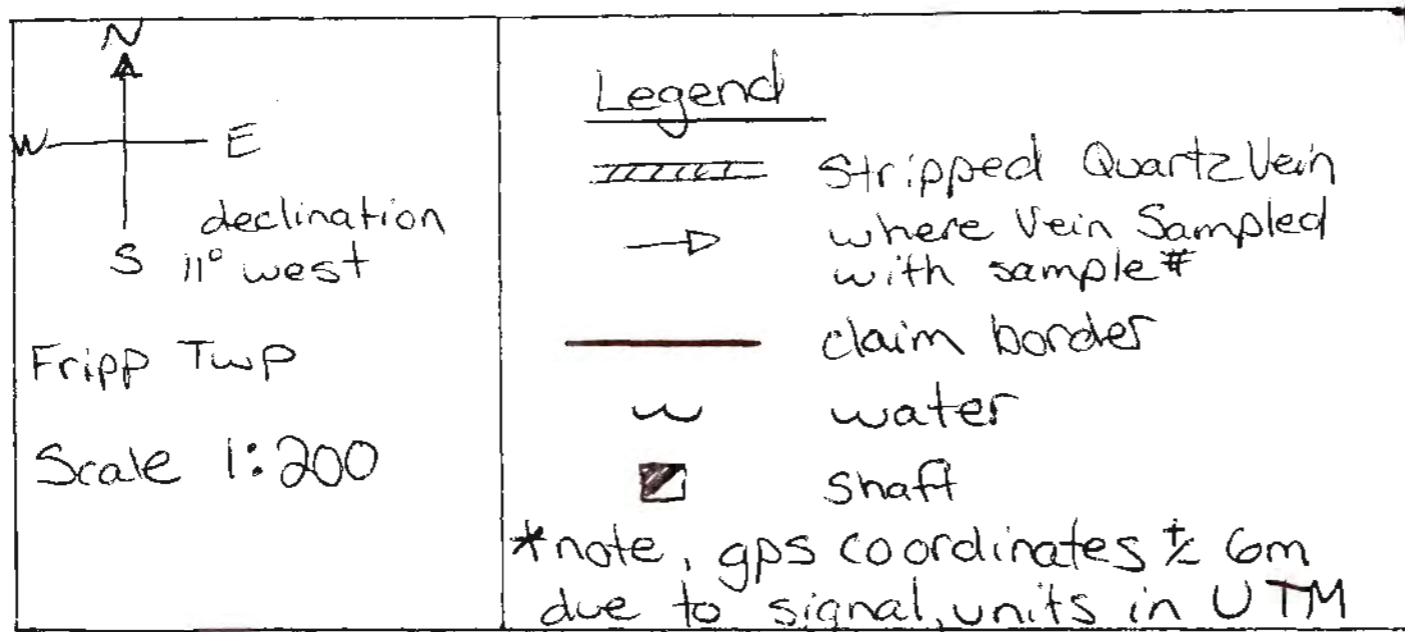 N
W E
S
declination
11° west
Fripp Twp
Scale 1:200
Legend
Stripped Quartz Vein
where Vein Sampled
with sample #
claim border
water
shaft
*note, gps coordinates ± 6m
due to signal, units in UTM